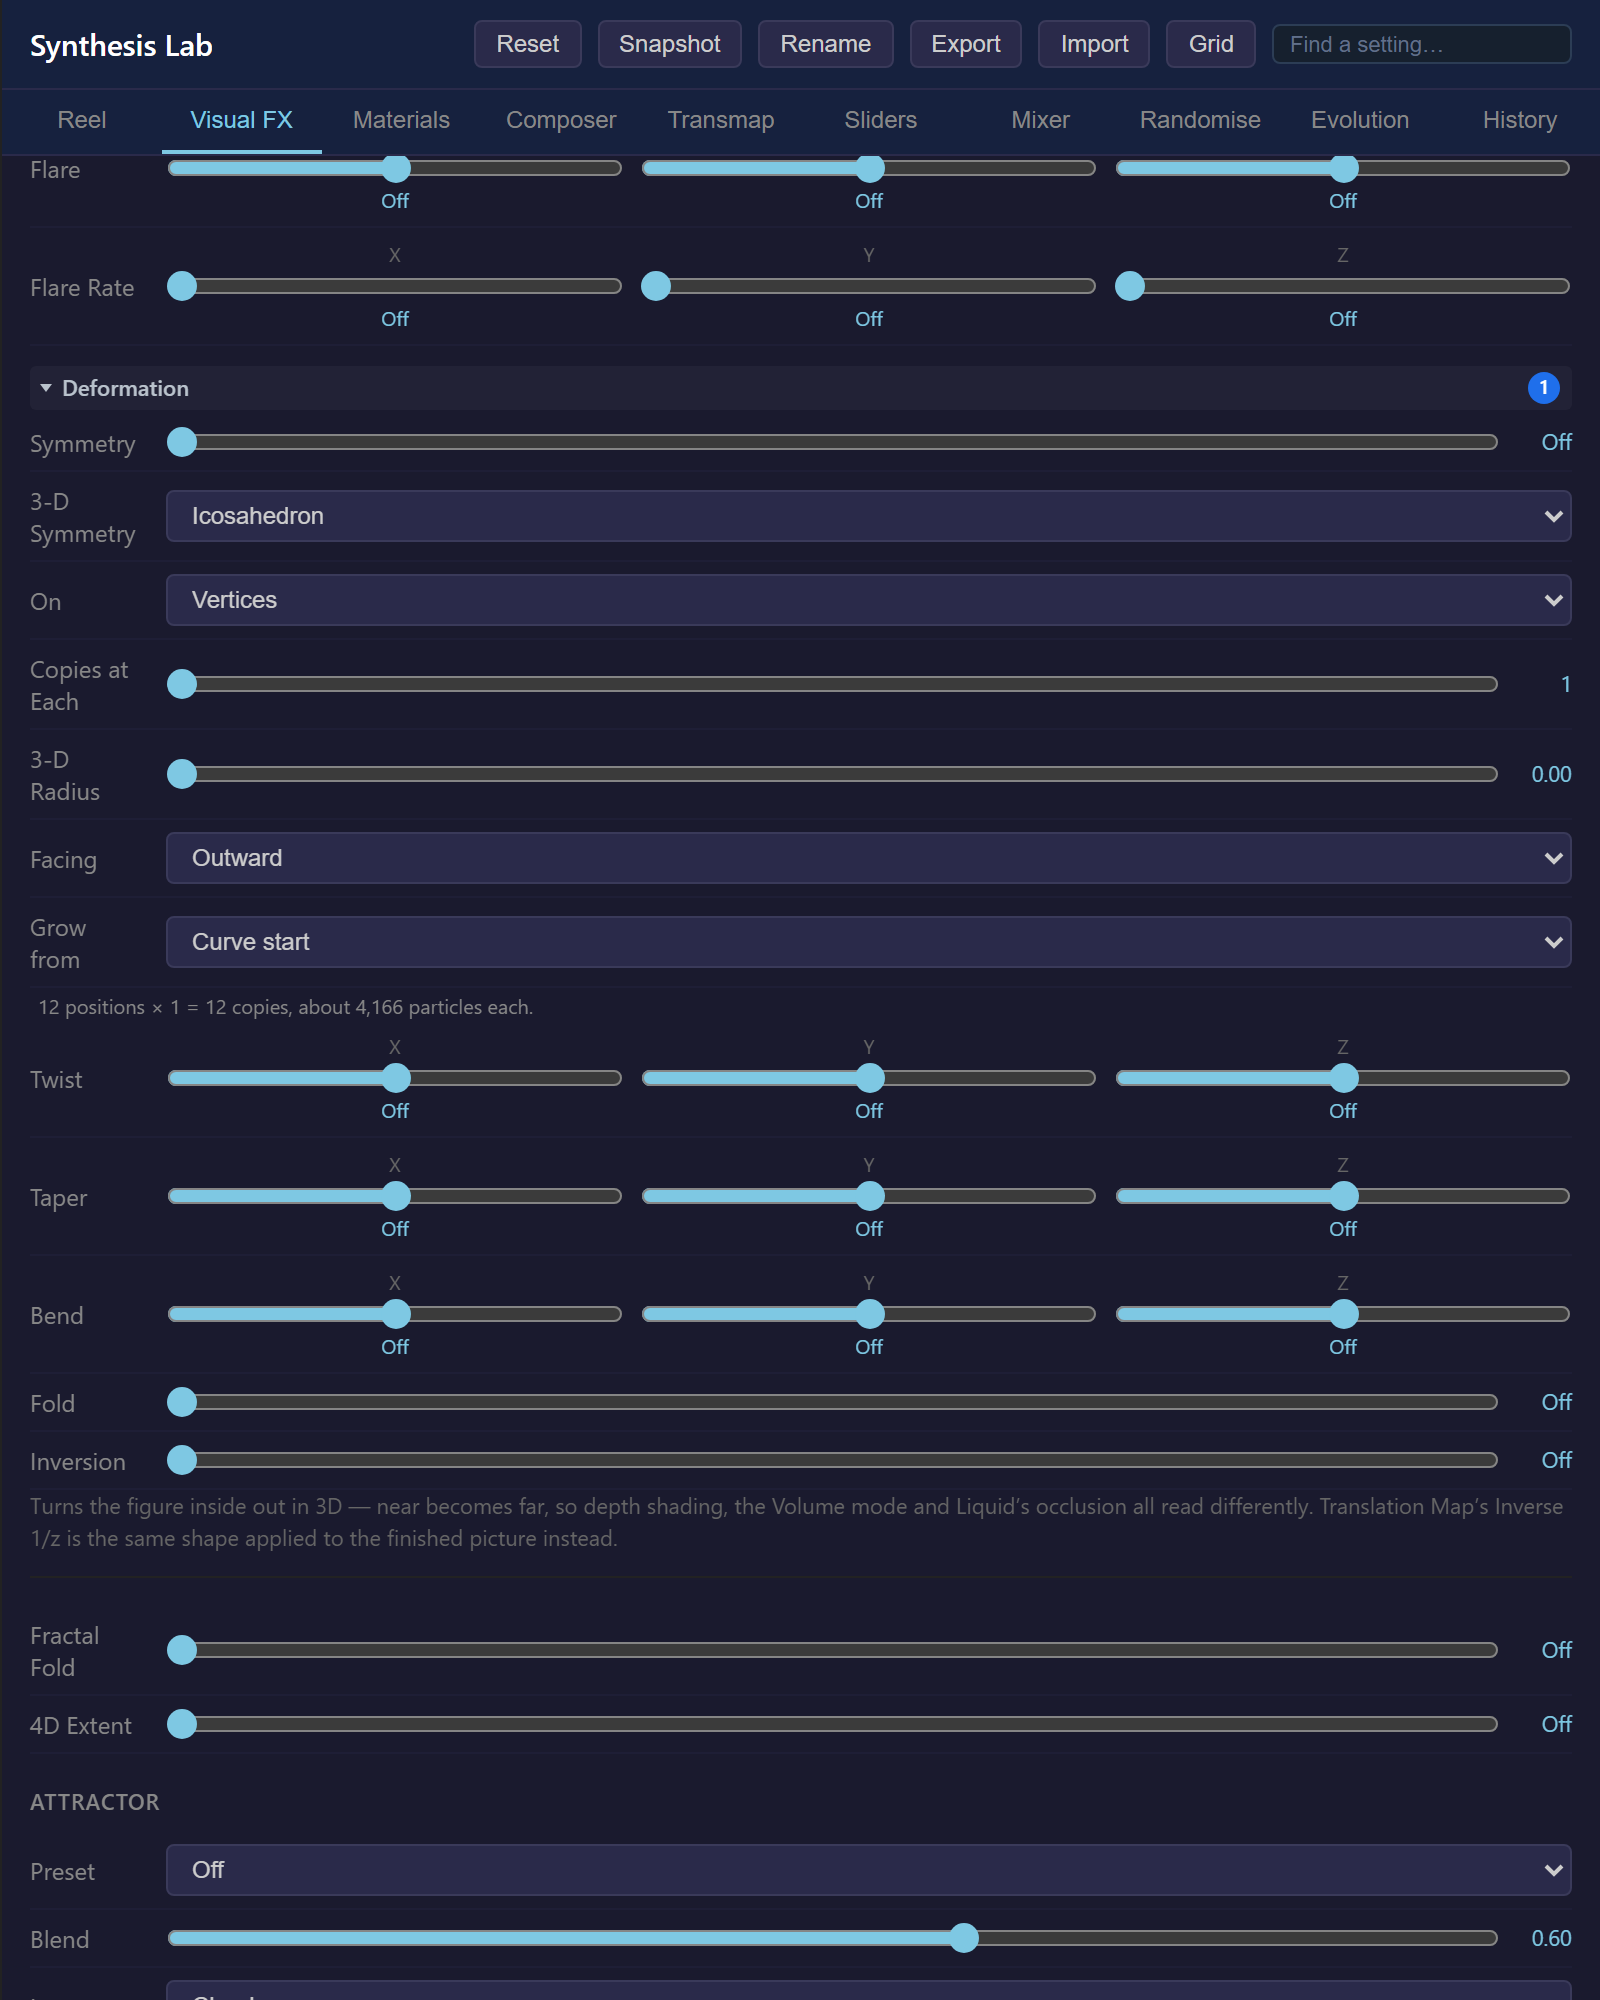 Synthesis Lab
Reset
Snapshot
Rename
Export
Import
Grid
Find a setting…
Reel
Visual FX
Materials
Composer
Transmap
Sliders
Mixer
Randomise
Evolution
History
Flare
Off
Off
Off
X
Y
Z
Flare Rate
Off
Off
Off
Deformation
1
Symmetry
Off
3-D
Symmetry
Icosahedron
On
Vertices
Copies at
Each
1
3-D
Radius
0.00
Facing
Outward
Grow
from
Curve start
12 positions × 1 = 12 copies, about 4,166 particles each.
X
Y
Z
Twist
Off
Off
Off
X
Y
Z
Taper
Off
Off
Off
X
Y
Z
Bend
Off
Off
Off
Fold
Off
Inversion
Off
Turns the figure inside out in 3D — near becomes far, so depth shading, the Volume mode and Liquid’s occlusion all read differently. Translation Map’s Inverse
1/z is the same shape applied to the finished picture instead.
Fractal
Fold
Off
4D Extent
Off
ATTRACTOR
Preset
Off
Blend
0.60